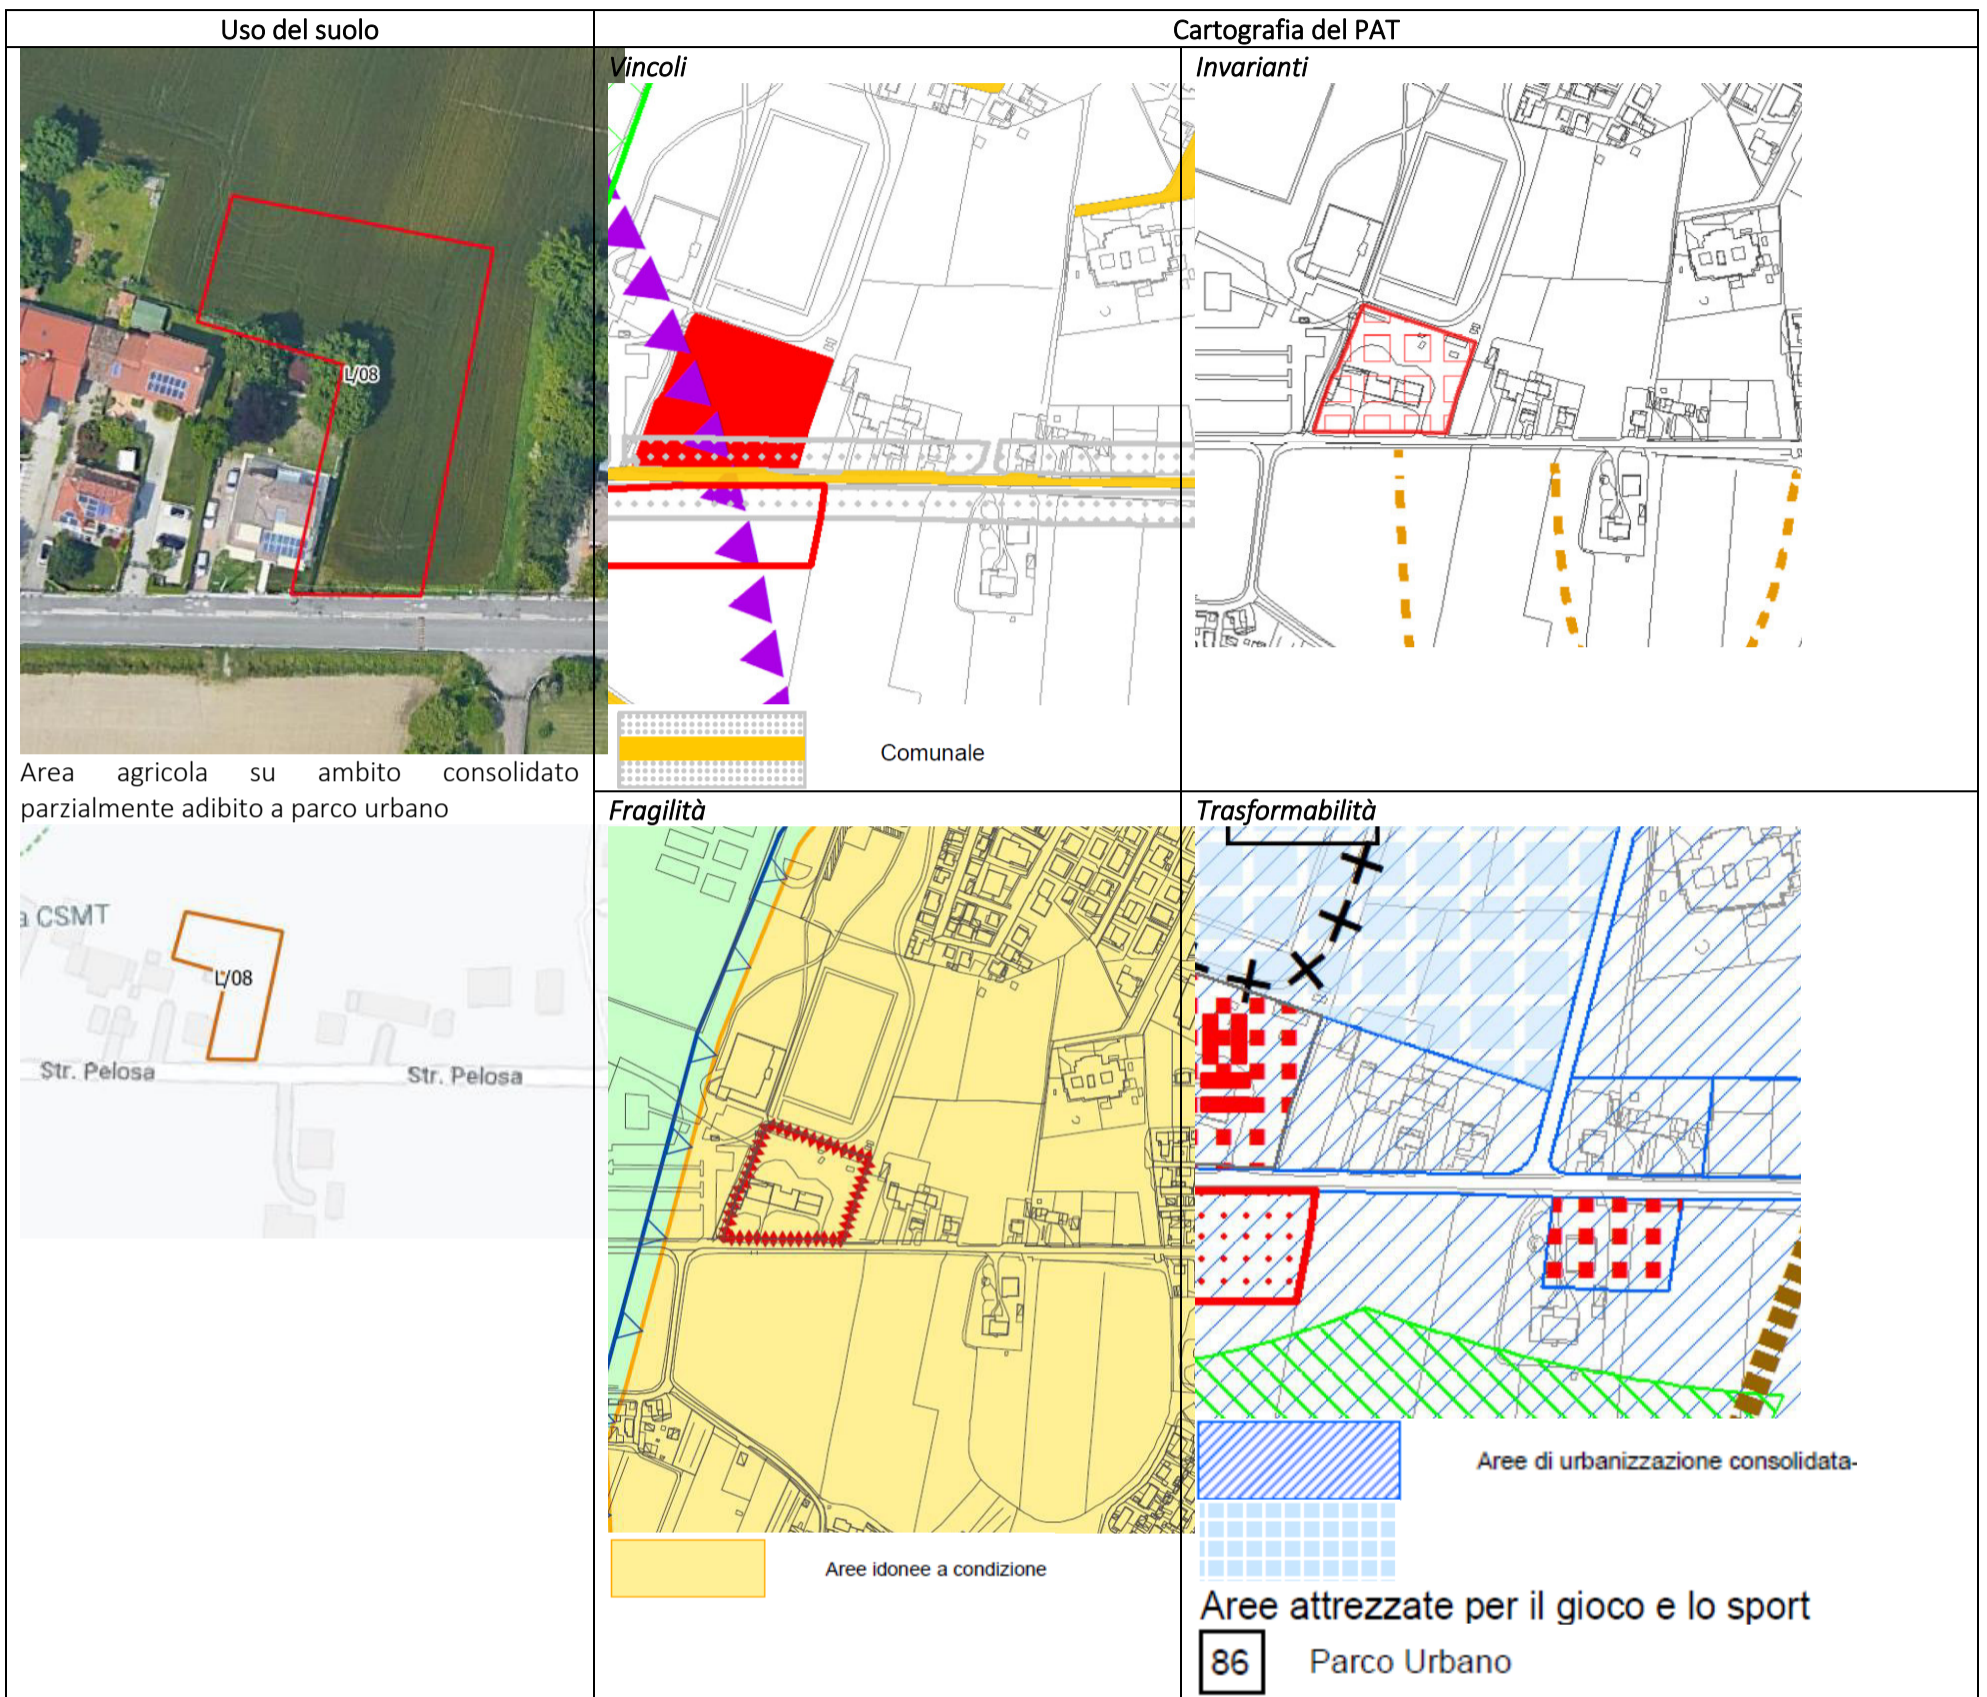 Uso del suolo
Cartografia del PAT
L/08
Area agricola su ambito consolidato
parzialmente adibito a parco urbano
a CSMT
L/08
Str. Pelosa
Str. Pelosa
Vincoli
Comunale
Invarianti
Fragilità
Aree idonee a condizione
Trasformabilità
Aree di urbanizzazione consolidata-
Aree attrezzate per il gioco e lo sport
86 Parco Urbano